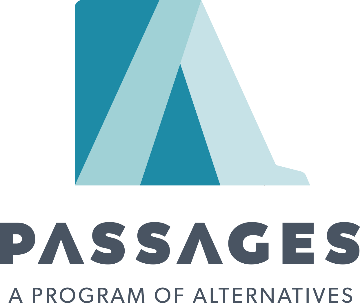 PASSAGES
A PROGRAM OF ALTERNATIVES